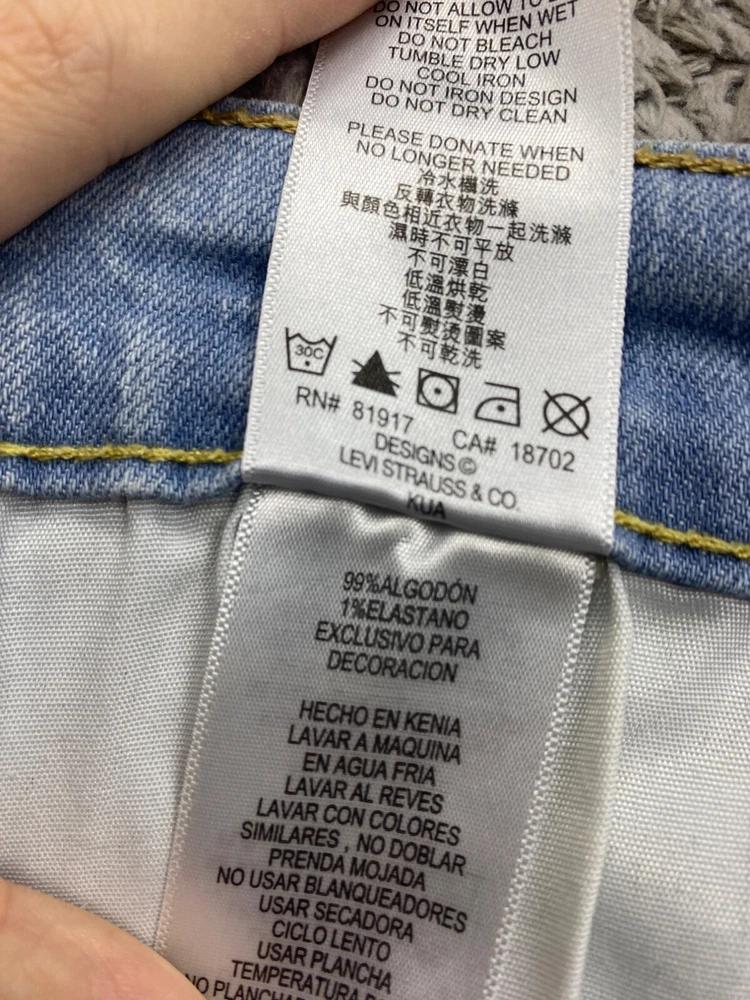 DO NOT ALLOW TO
ON ITSELF WHEN WET
DO NOT BLEACH
TUMBLE DRY LOW
COOL IRON
DO NOT IRON DESIGN
DO NOT DRY CLEAN
PLEASE DONATE WHEN
NO LONGER NEEDED
冷水機洗
反轉衣物洗滌
與顏色相近衣物一起洗滌
濕時不可平放
不可漂白
低溫烘乾
低溫熨燙
不可熨燙圖案
不可乾洗
30C
RN# 81917 CA# 18702
DESIGNS©
LEVI STRAUSS & CO.
KUA
99%ALGODÓN
1%ELASTANO
EXCLUSIVO PARA
DECORACION
HECHO EN KENIA
LAVAR A MAQUINA
EN AGUA FRIA
LAVAR AL REVES
LAVAR CON COLORES
SIMILARES , NO DOBLAR
PRENDA MOJADA
NO USAR BLANQUEADORES
USAR SECADORA
CICLO LENTO
USAR PLANCHA
TEMPERATURA